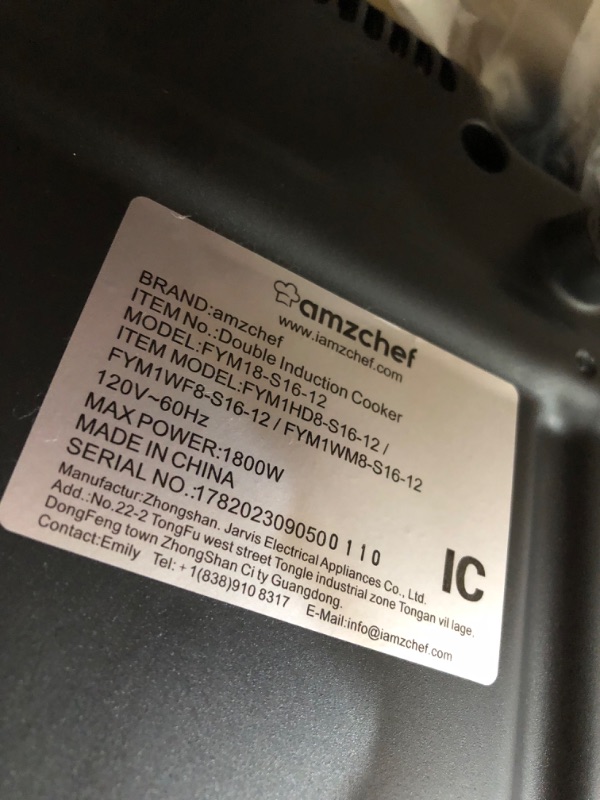 amzchef
www.iamzchef.com
BRAND:amzchef
ITEM No.:Double Induction Cooker
MODEL:FYM18-S16-12
ITEM MODEL:FYM1HD8-S16-12 /
FYM1WF8-S16-12 / FYM1WM8-S16-12
120V~60Hz
MAX POWER:1800W
MADE IN CHINA
SERIAL NO.:1782023090500110
Manufactur:Zhongshan. Jarvis Electrical Appliances Co., Ltd.
Add.:No.22-2 TongFu west street Tongle industrial zone Tongan vil lage,
DongFeng town ZhongShan Ci ty Guangdong.
Contact:Emily Tel: + 1(838)910 8317 E-Mail:info@iamzchef.com
IC